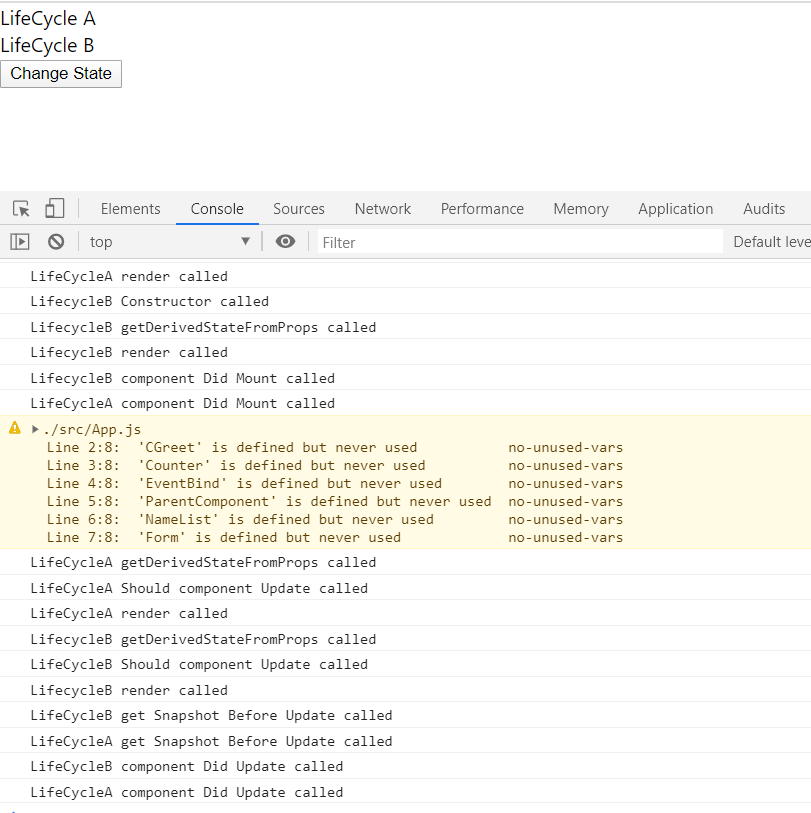 LifeCycle A
LifeCycle B
Change State
Elements Console Sources Network Performance Memory Application Audits
top Filter Default leve
LifeCycleA render called
LifecycleB Constructor called
LifecycleB getDerivedStateFromProps called
LifecycleB render called
LifecycleB component Did Mount called
LifeCycleA component Did Mount called
./src/App.js
Line 2:8: 'CGreet' is defined but never used no-unused-vars
Line 3:8: 'Counter' is defined but never used no-unused-vars
Line 4:8: 'EventBind' is defined but never used no-unused-vars
Line 5:8: 'ParentComponent' is defined but never used no-unused-vars
Line 6:8: 'NameList' is defined but never used no-unused-vars
Line 7:8: 'Form' is defined but never used no-unused-vars
LifeCycleA getDerivedStateFromProps called
LifeCycleA Should component Update called
LifeCycleA render called
LifecycleB getDerivedStateFromProps called
LifeCycleB Should component Update called
LifecycleB render called
LifeCycleB get Snapshot Before Update called
LifeCycleA get Snapshot Before Update called
LifeCycleB component Did Update called
LifeCycleA component Did Update called